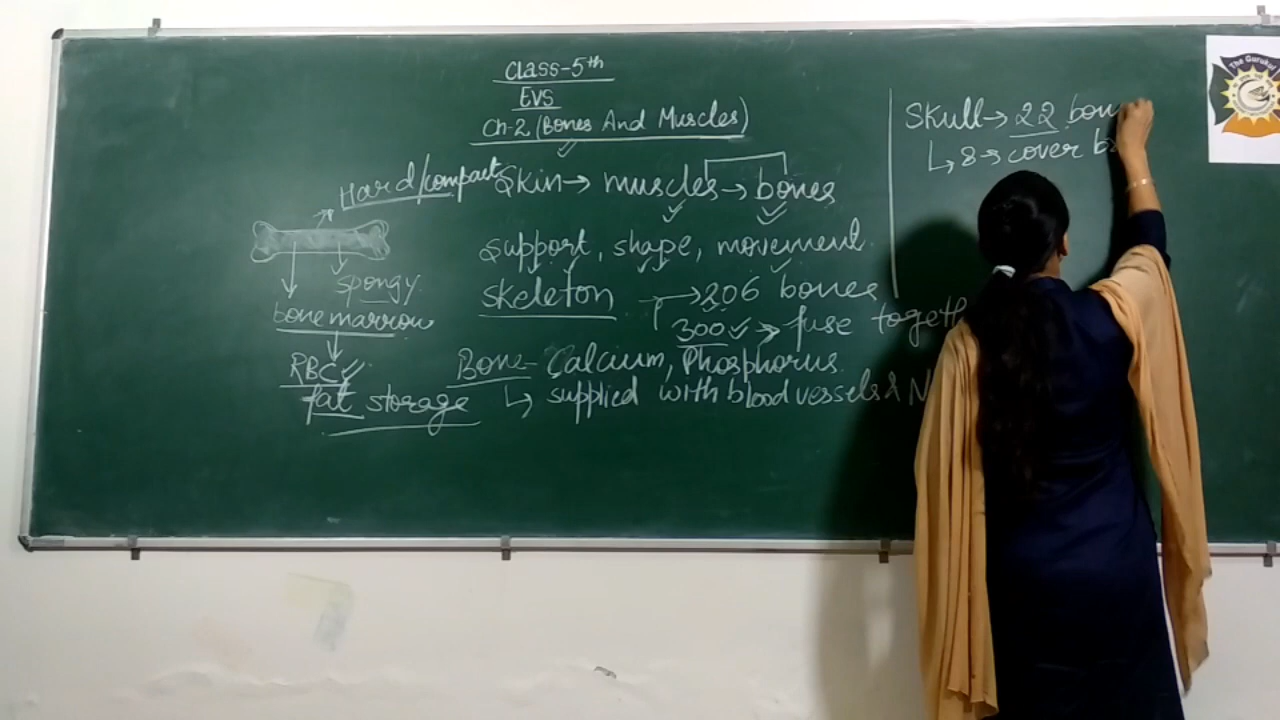 Class-5th
EVS
Ch-2 (Bones And Muscles)
Hard/compact
Skin → muscles → bones
Support, shape, movement.
spongy
Skeleton → 206 bones
bone marrow
300 → fuse
RBC
Bone - Calcium, Phosphorus.
fat storage
↳ supplied with blood vessels &
Skull → 22
↳ 8 → cover
The Gurukul